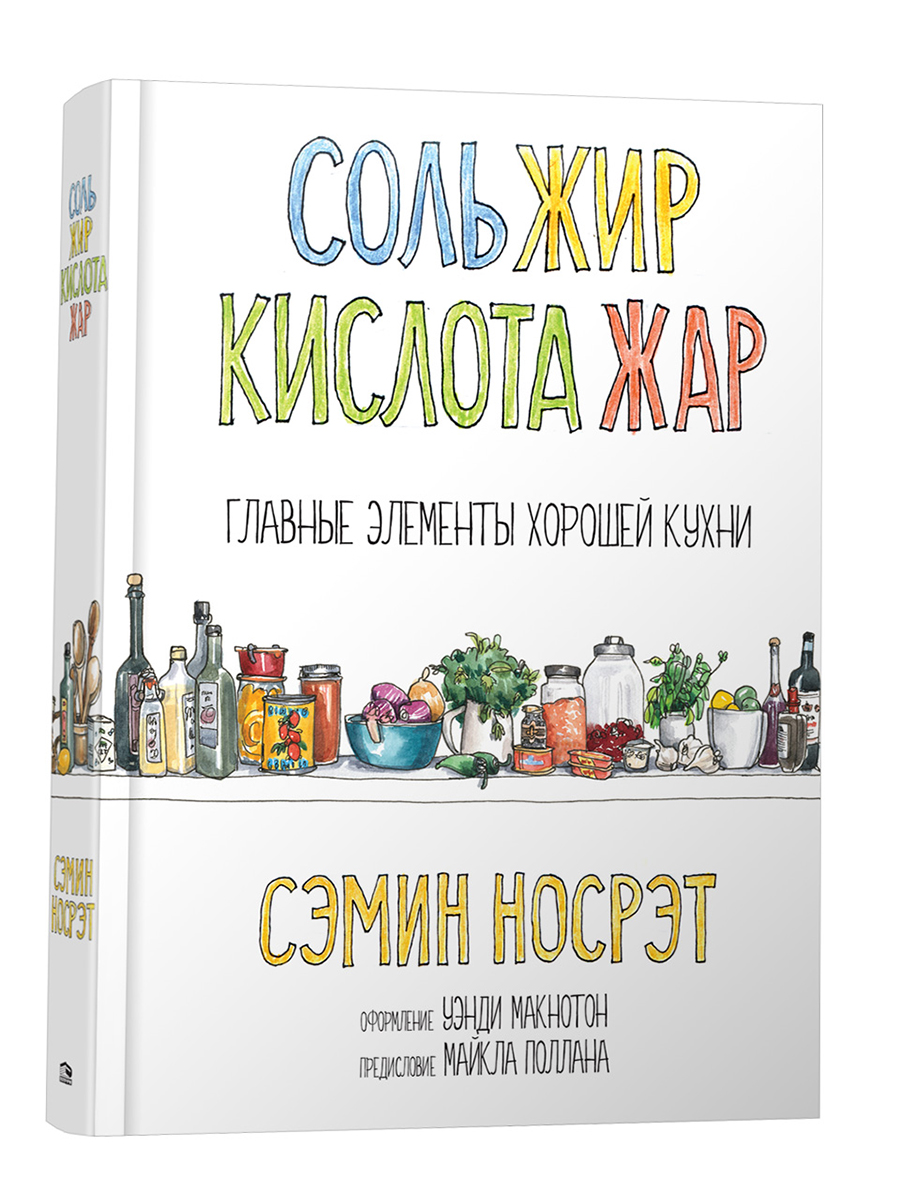 СОЛЬ ЖИР
КИСЛОТА ЖАР
ГЛАВНЫЕ ЭЛЕМЕНТЫ ХОРОШЕЙ КУХНИ
СЭМИН НОСРЭТ
ОФОРМЛЕНИЕ УЭНДИ МАКНОТОН
ПРЕДИСЛОВИЕ МАЙКЛА ПОЛЛАНА
СОЛЬ
ЖИР
КИСЛОТА
ЖАР
СЭМИН
НОСРЭТ